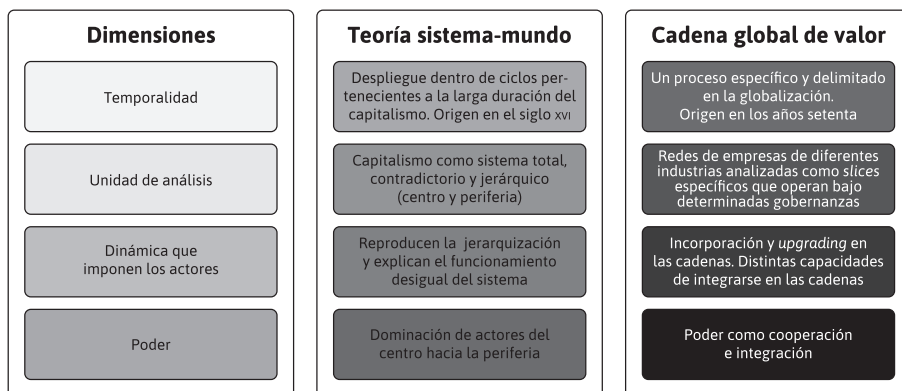 Dimensiones
Temporalidad
Unidad de análisis
Dinámica que
imponen los actores
Poder
Teoría sistema-mundo
Despliegue dentro de ciclos per-
tenecientes a la larga duración del
capitalismo. Origen en el siglo XVI
Capitalismo como sistema total,
contradictorio y jerárquico
(centro y periferia)
Reproducen la jerarquización
y explican el funcionamiento
desigual del sistema
Dominación de actores del
centro hacia la periferia
Cadena global de valor
Un proceso específico y delimitado
en la globalización.
Origen en los años setenta
Redes de empresas de diferentes
industrias analizadas como slices
específicos que operan bajo
determinadas gobernanzas
Incorporación y upgrading en
las cadenas. Distintas capacidades
de integrarse en las cadenas
Poder como cooperación
e integración